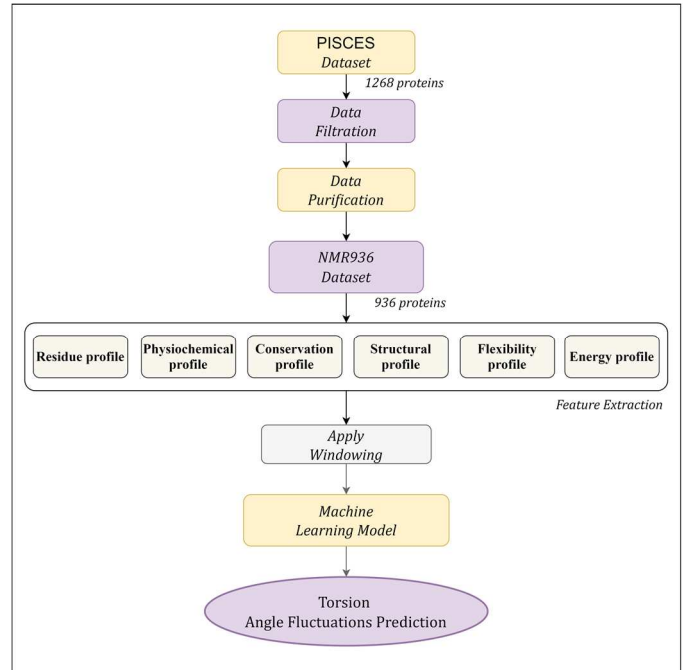 PISCES
Dataset
1268 proteins
Data
Filtration
Data
Purification
NMR936
Dataset
936 proteins
Residue profile
Physiochemical
profile
Conservation
profile
Structural
profile
Flexibility
profile
Energy profile
Feature Extraction
Apply
Windowing
Machine
Learning Model
Torsion
Angle Fluctuations Prediction